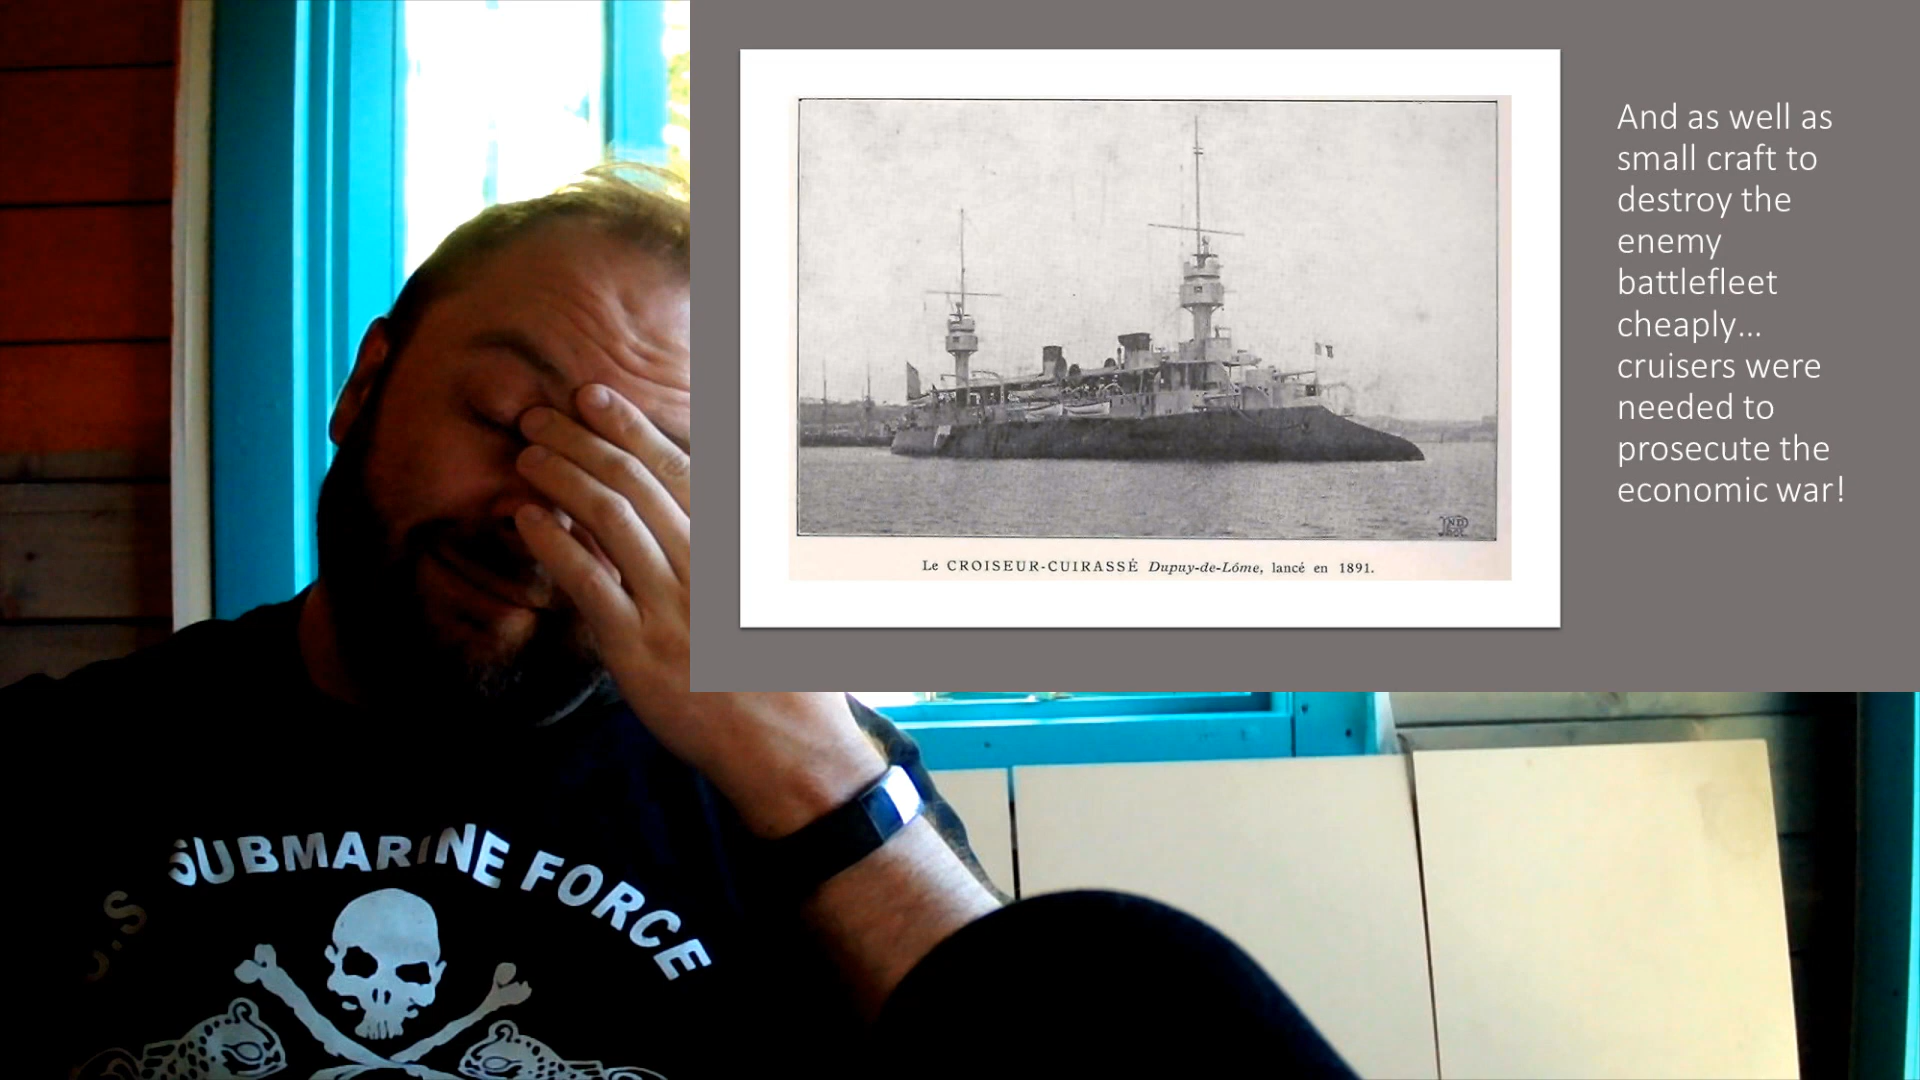 And as well as
small craft to
destroy the
enemy
battlefleet
cheaply...
cruisers were
needed to
prosecute the
economic war!
Le CROISEUR-CUIRASSÉ Dupuy-de-Lôme, lancé en 1891.
U.S SUBMARINE FORCE